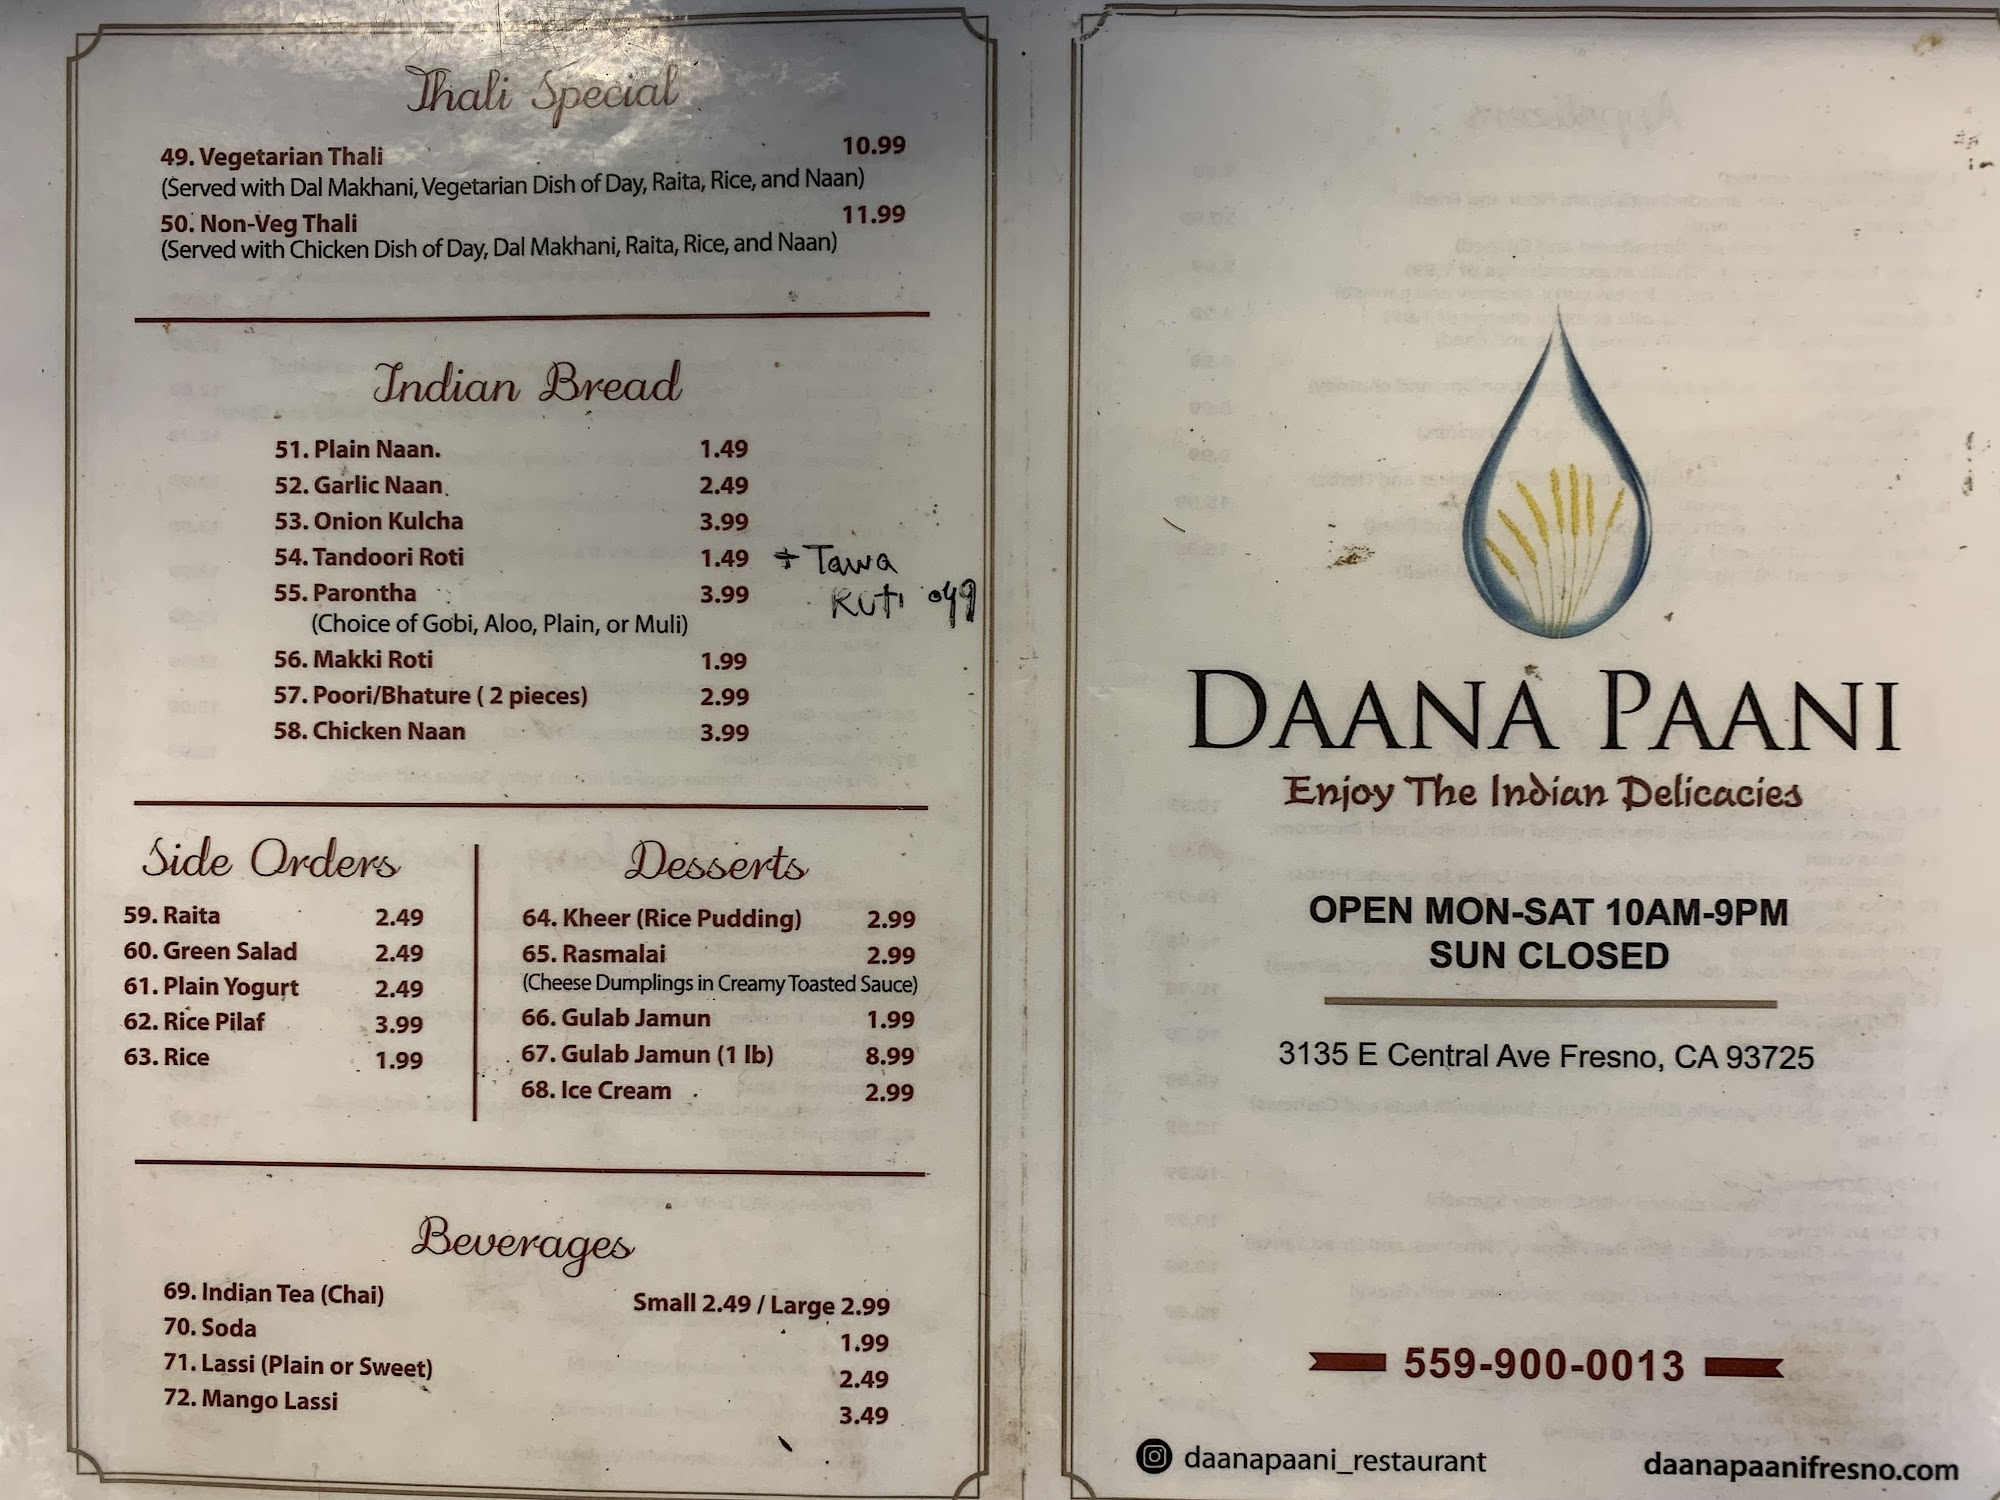 Thali Special
49. Vegetarian Thali 10.99
(Served with Dal Makhani, Vegetarian Dish of Day, Raita, Rice, and Naan)
50. Non-Veg Thali 11.99
(Served with Chicken Dish of Day, Dal Makhani, Raita, Rice, and Naan)
Indian Bread
51. Plain Naan. 1.49
52. Garlic Naan 2.49
53. Onion Kulcha 3.99
54. Tandoori Roti 1.49 + Tawa
55. Parontha 3.99 Ruti 049
(Choice of Gobi, Aloo, Plain, or Muli)
56. Makki Roti 1.99
57. Poori/Bhature ( 2 pieces) 2.99
58. Chicken Naan 3.99
Side Orders
59. Raita 2.49
60. Green Salad 2.49
61. Plain Yogurt 2.49
62. Rice Pilaf 3.99
63. Rice 1.99
Desserts
64. Kheer (Rice Pudding) 2.99
65. Rasmalai 2.99
(Cheese Dumplings in Creamy Toasted Sauce)
66. Gulab Jamun 1.99
67. Gulab Jamun (1 lb) 8.99
68. Ice Cream 2.99
Beverages
69. Indian Tea (Chai) Small 2.49 / Large 2.99
70. Soda 1.99
71. Lassi (Plain or Sweet) 2.49
72. Mango Lassi 3.49
DAANA PAANI
Enjoy The Indian Delicacies
OPEN MON-SAT 10AM-9PM
SUN CLOSED
3135 E Central Ave Fresno, CA 93725
559-900-0013
daanapaani_restaurant
daanapaanifresno.com